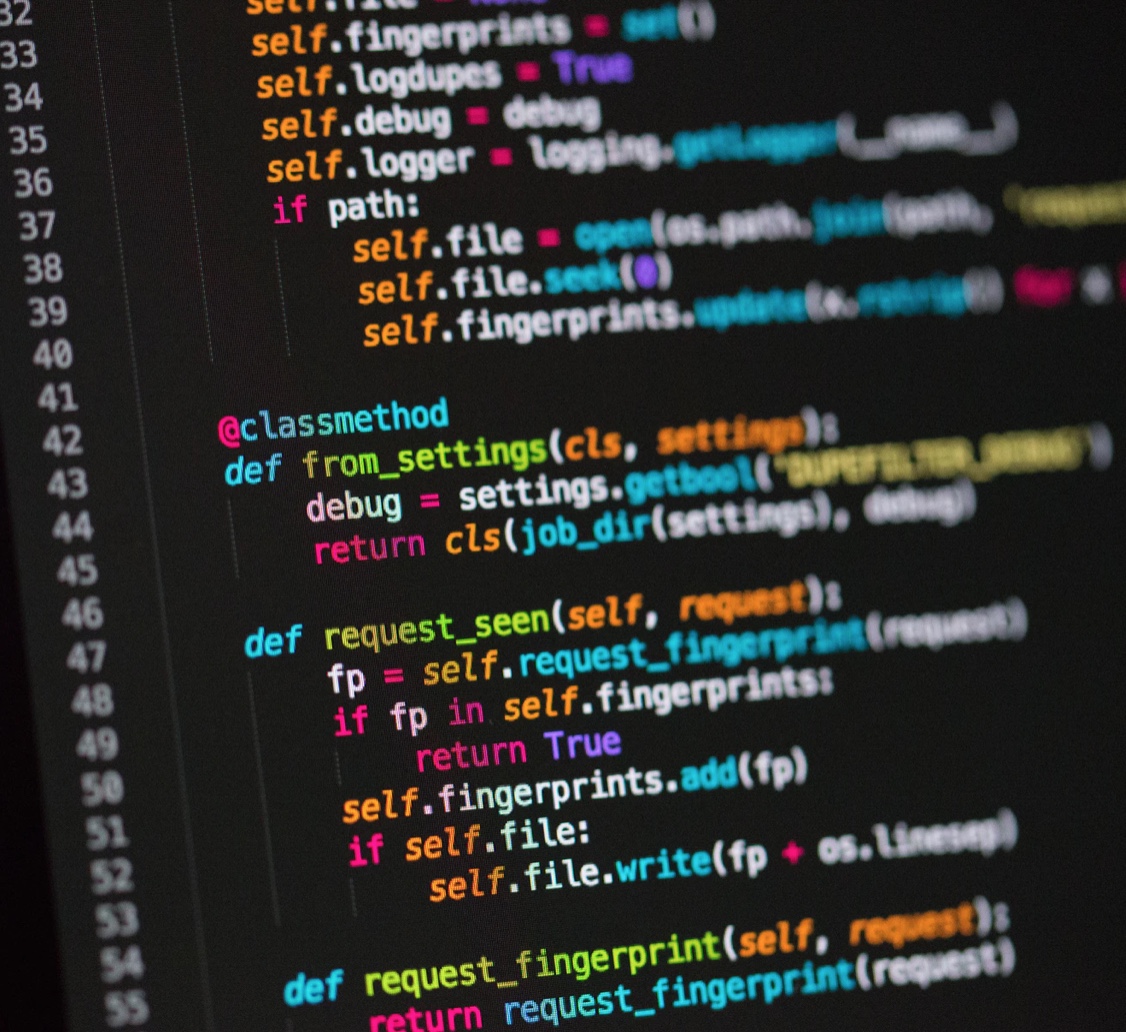 32 self.file = None
33 self.fingerprints = set()
34 self.logdupes = True
35 self.debug = debug
36 self.logger = logging.getLogger(__name__)
37 if path:
38 self.file = open(os.path.join(path, 'reques
39 self.file.seek(0)
40 self.fingerprints.update(x.rstrip() for x
41
42 @classmethod
43 def from_settings(cls, settings):
44 debug = settings.getbool('DUPEFILTER_DEBUG')
45 return cls(job_dir(settings), debug)
46
47 def request_seen(self, request):
48 fp = self.request_fingerprint(request)
49 if fp in self.fingerprints:
50 return True
51 self.fingerprints.add(fp)
52 if self.file:
53 self.file.write(fp + os.linesep)
54
55 def request_fingerprint(self, request):
return request_fingerprint(request)